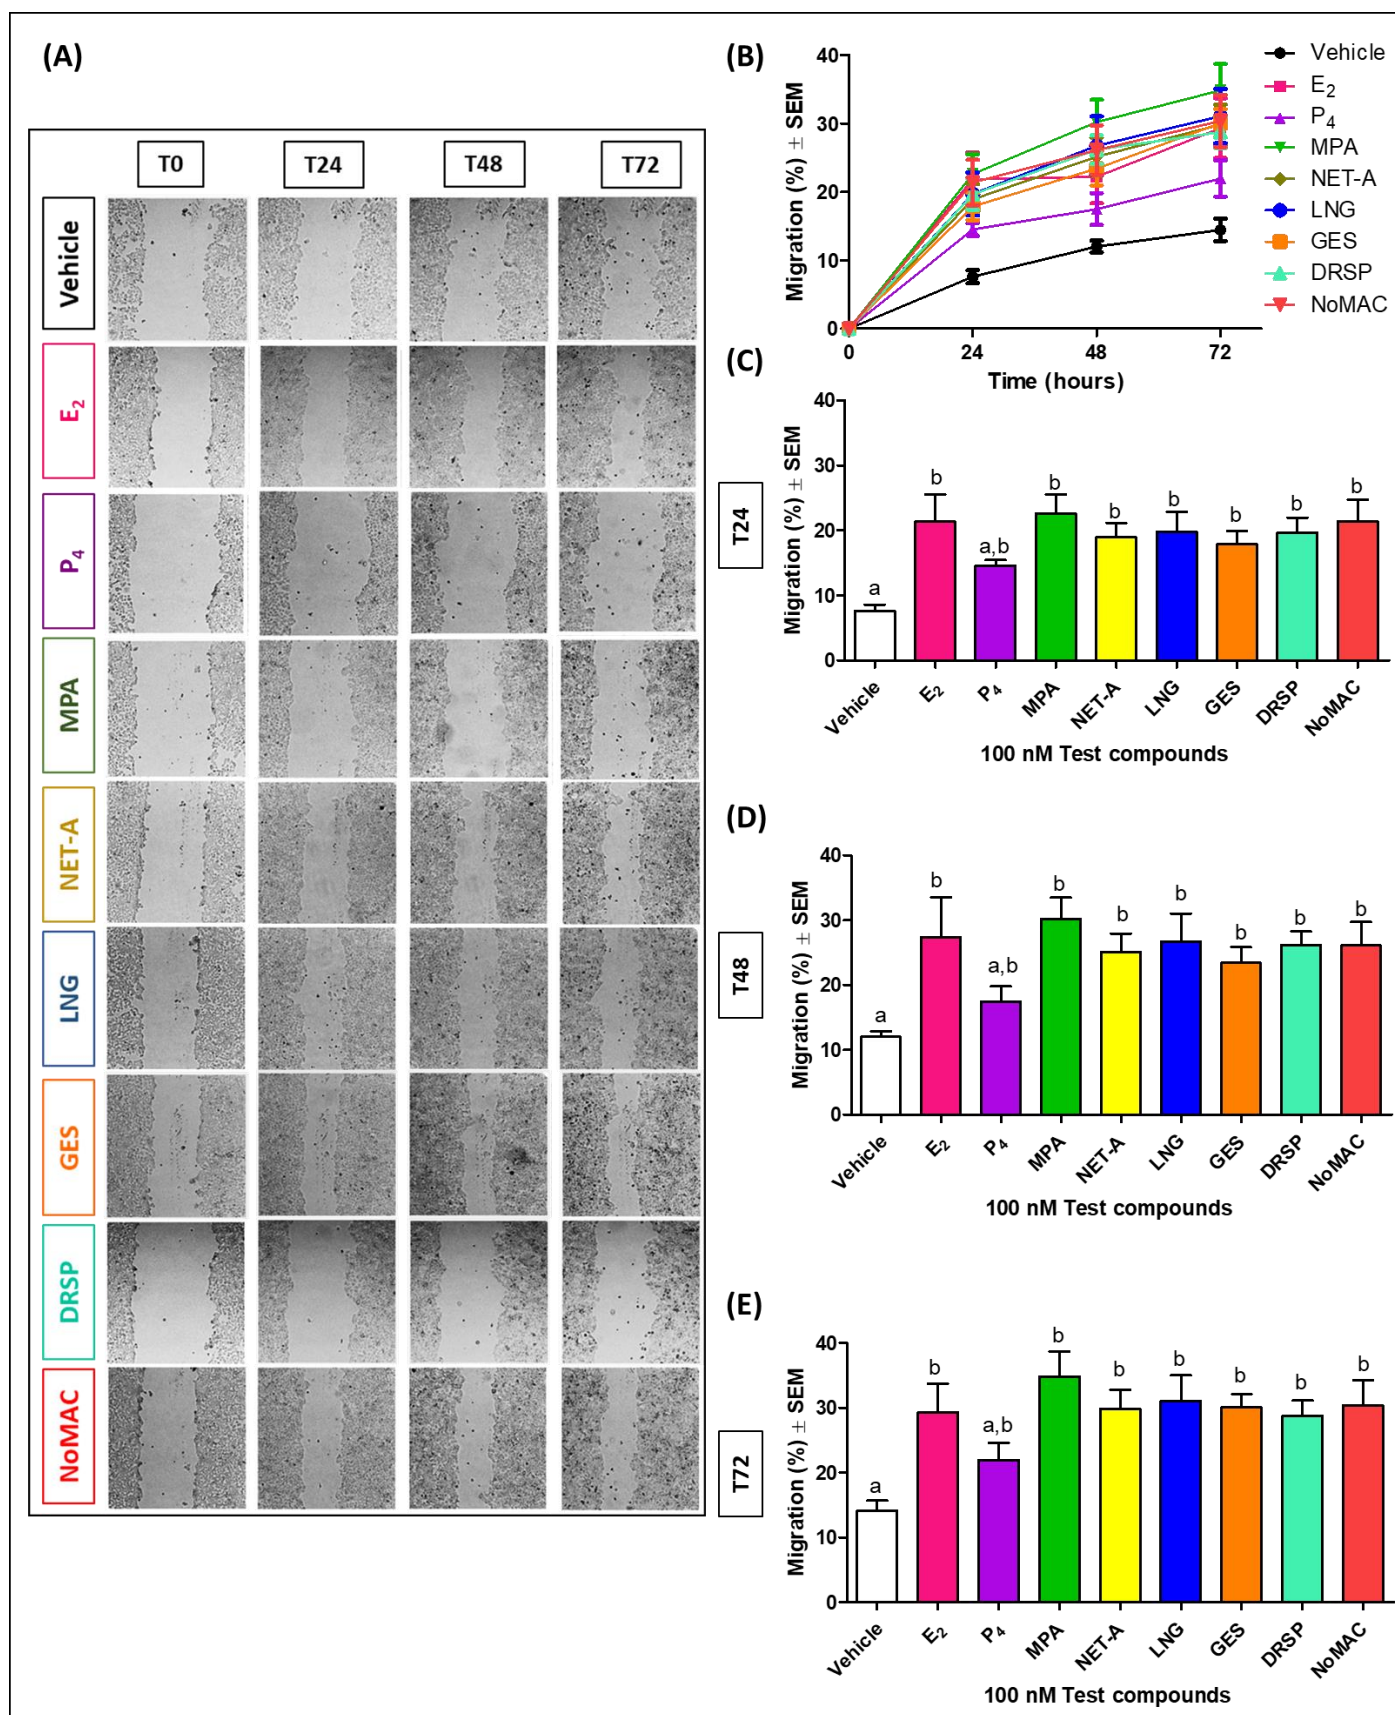 (A)
T0 T24 T48 T72
Vehicle
E₂
P₄
MPA
NET-A
LNG
GES
DRSP
NoMAC
(B)
Migration (%) ± SEM
40
30
20
10
0
0 24 48 72
Time (hours)
Vehicle
E₂
P₄
MPA
NET-A
LNG
GES
DRSP
NoMAC
(C)
T24
Migration (%) ± SEM
40
30
20
10
0
a b a,b b b b b b b
Vehicle E₂ P₄ MPA NET-A LNG GES DRSP NoMAC
100 nM Test compounds
(D)
T48
Migration (%) ± SEM
40
30
20
10
0
a b a,b b b b b b b
Vehicle E₂ P₄ MPA NET-A LNG GES DRSP NoMAC
100 nM Test compounds
(E)
T72
Migration (%) ± SEM
40
30
20
10
0
a b a,b b b b b b b
Vehicle E₂ P₄ MPA NET-A LNG GES DRSP NoMAC
100 nM Test compounds